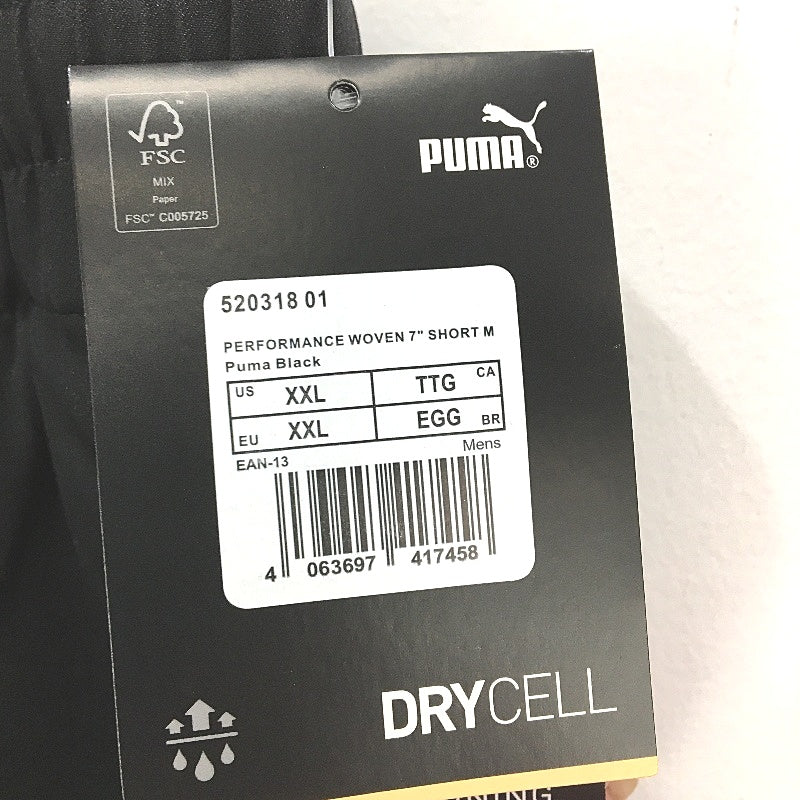 FSC™
MIX
Paper
FSC™ C005725
PUMA®
520318 01
PERFORMANCE WOVEN 7" SHORT M
Puma Black
US XXL TTG CA
EU XXL EGG BR
EAN-13 Mens
4 063697 417458
DRYCELL